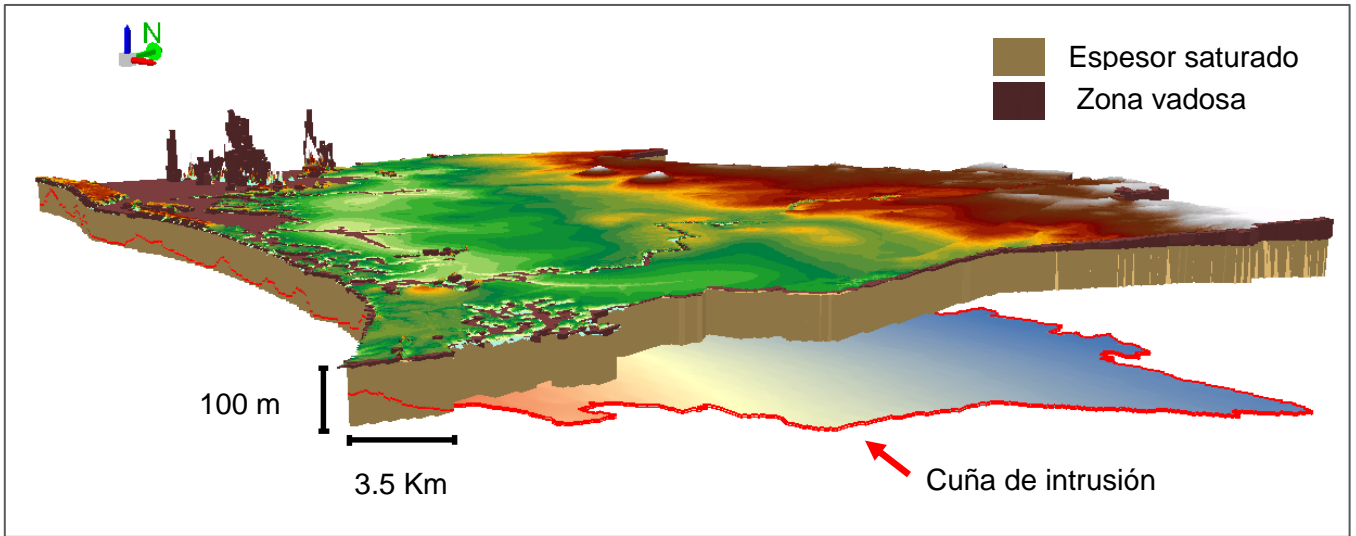 N
Espesor saturado
Zona vadosa
100 m
3.5 Km
Cuña de intrusión